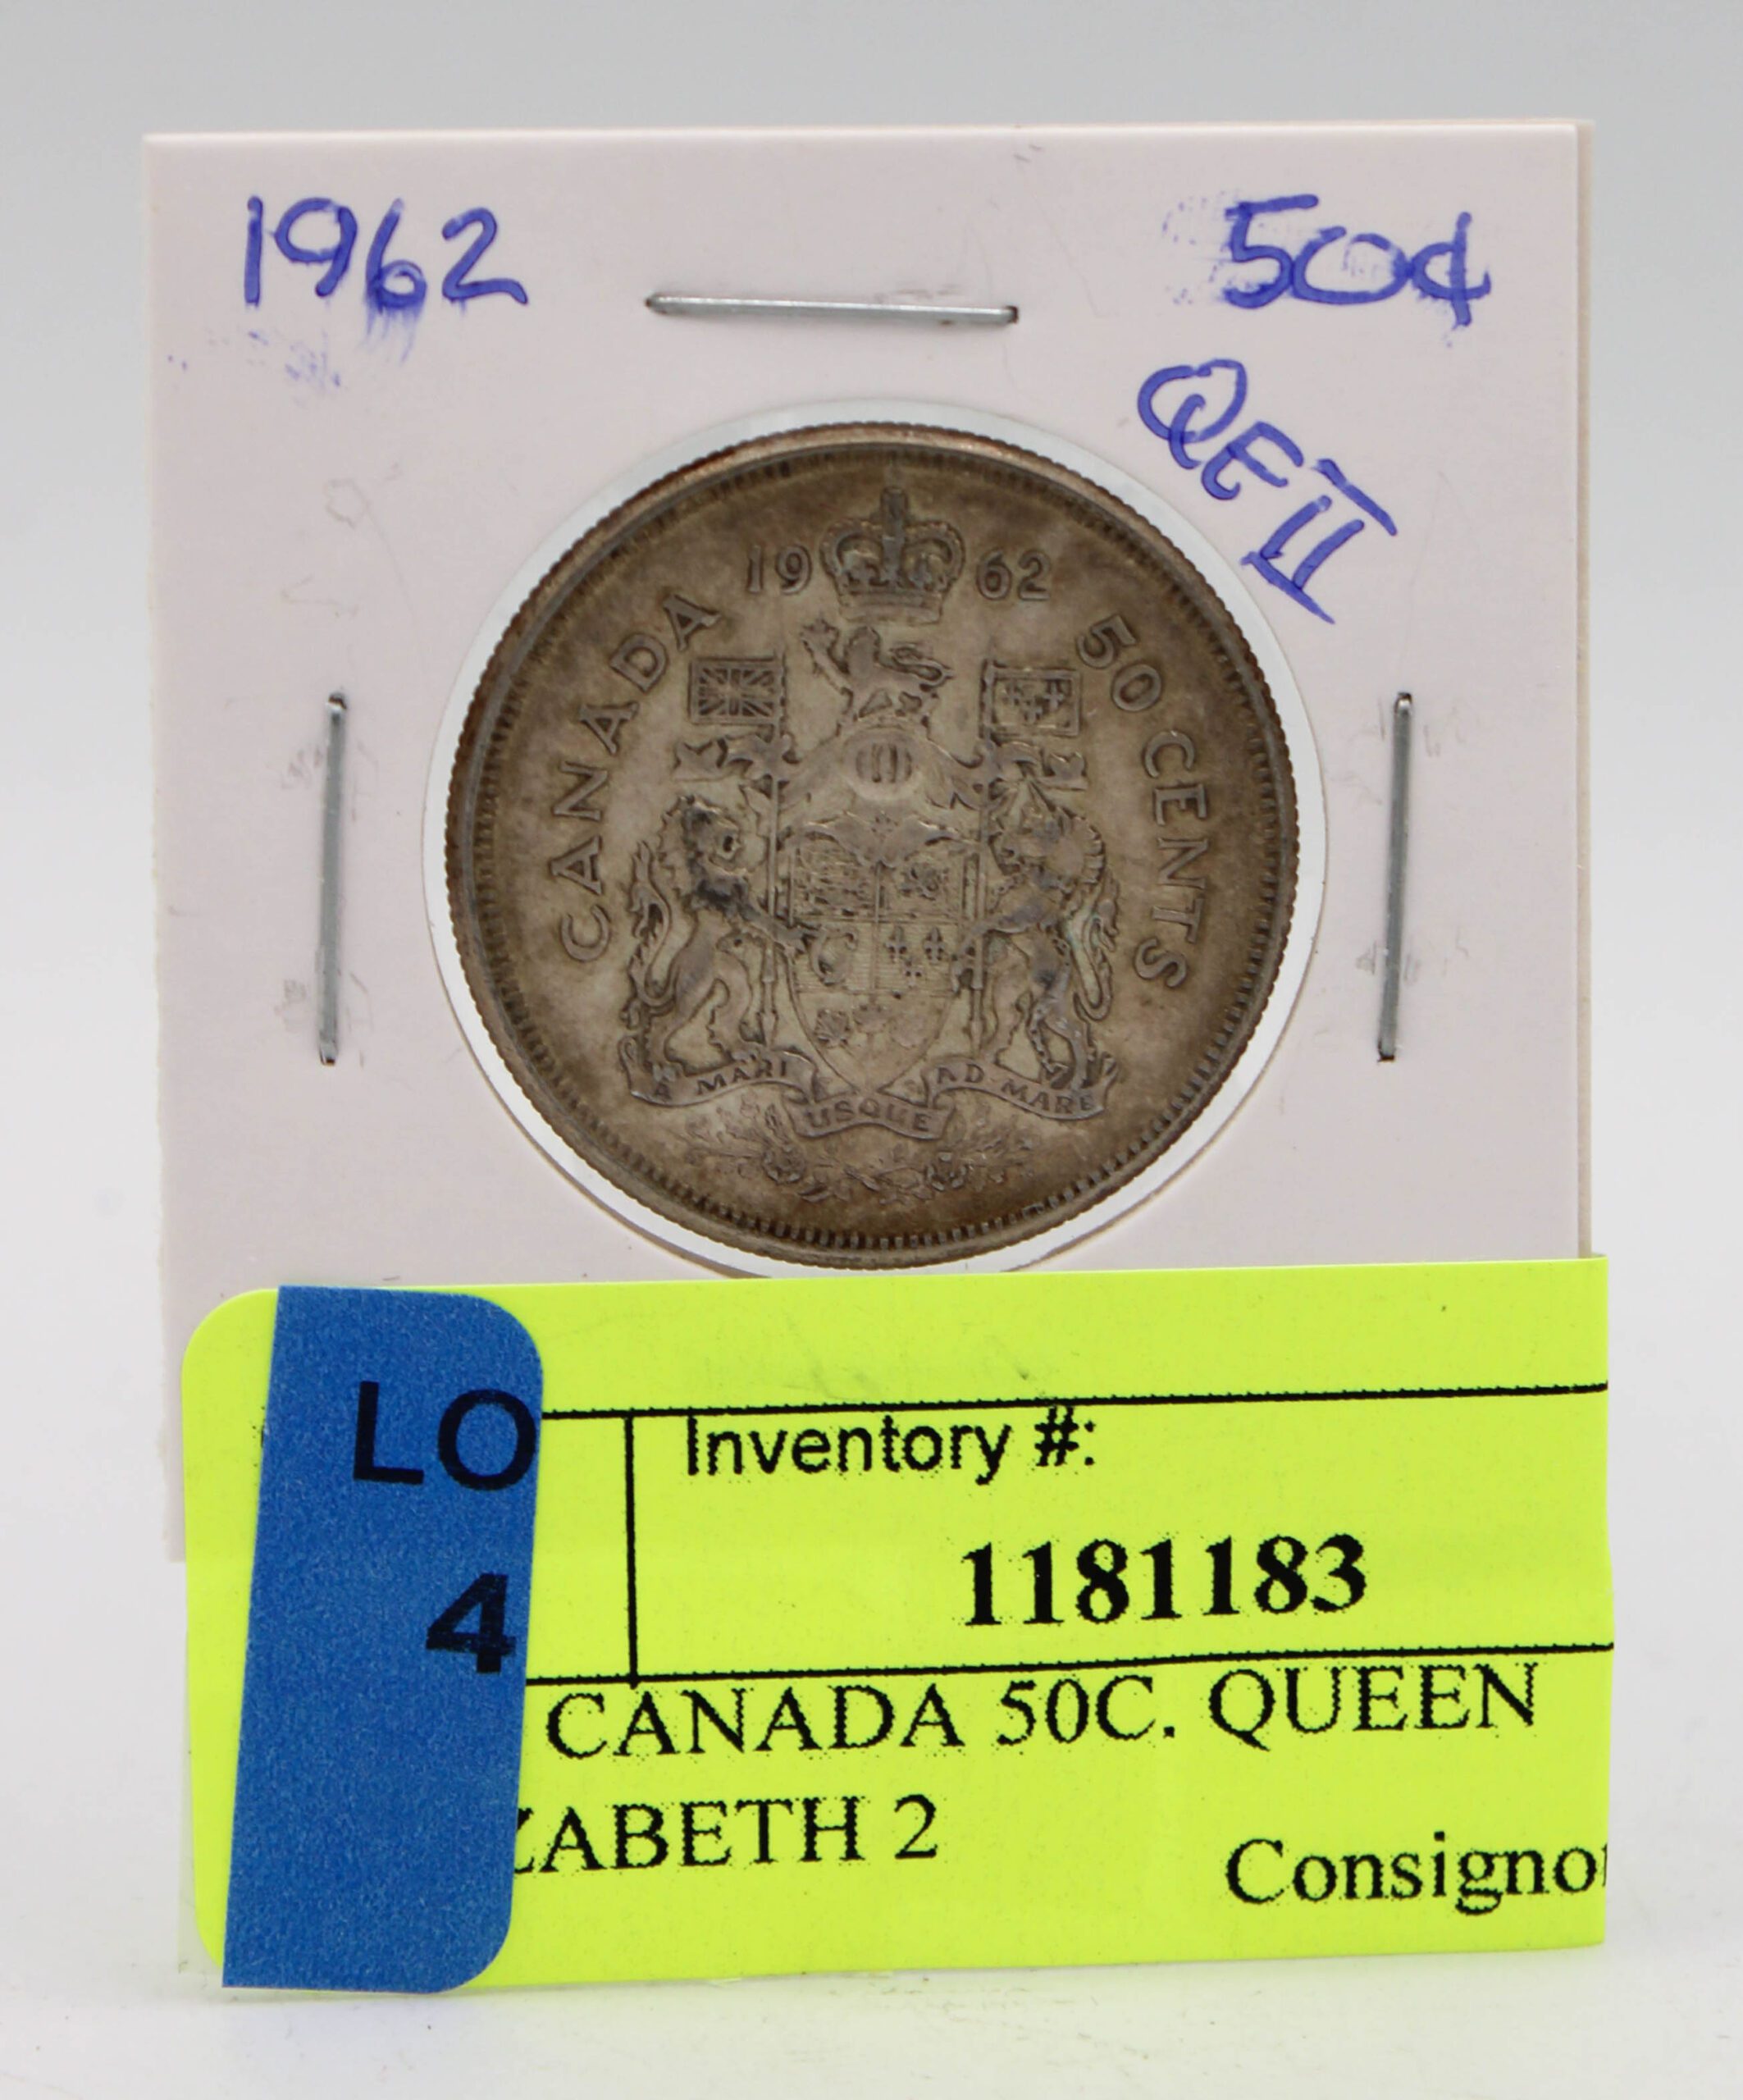 1962 50¢
QEII
19 62
CANADA
50 CENTS
A MARI USQUE AD MARE
LO
4
Inventory #:
1181183
CANADA 50C. QUEEN
ZABETH 2
Consigno